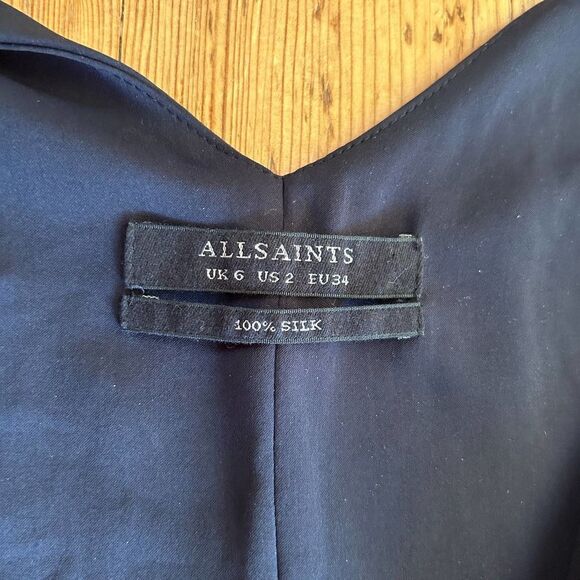 ALLSAINTS
UK 6 US 2 EU 34
100% SILK